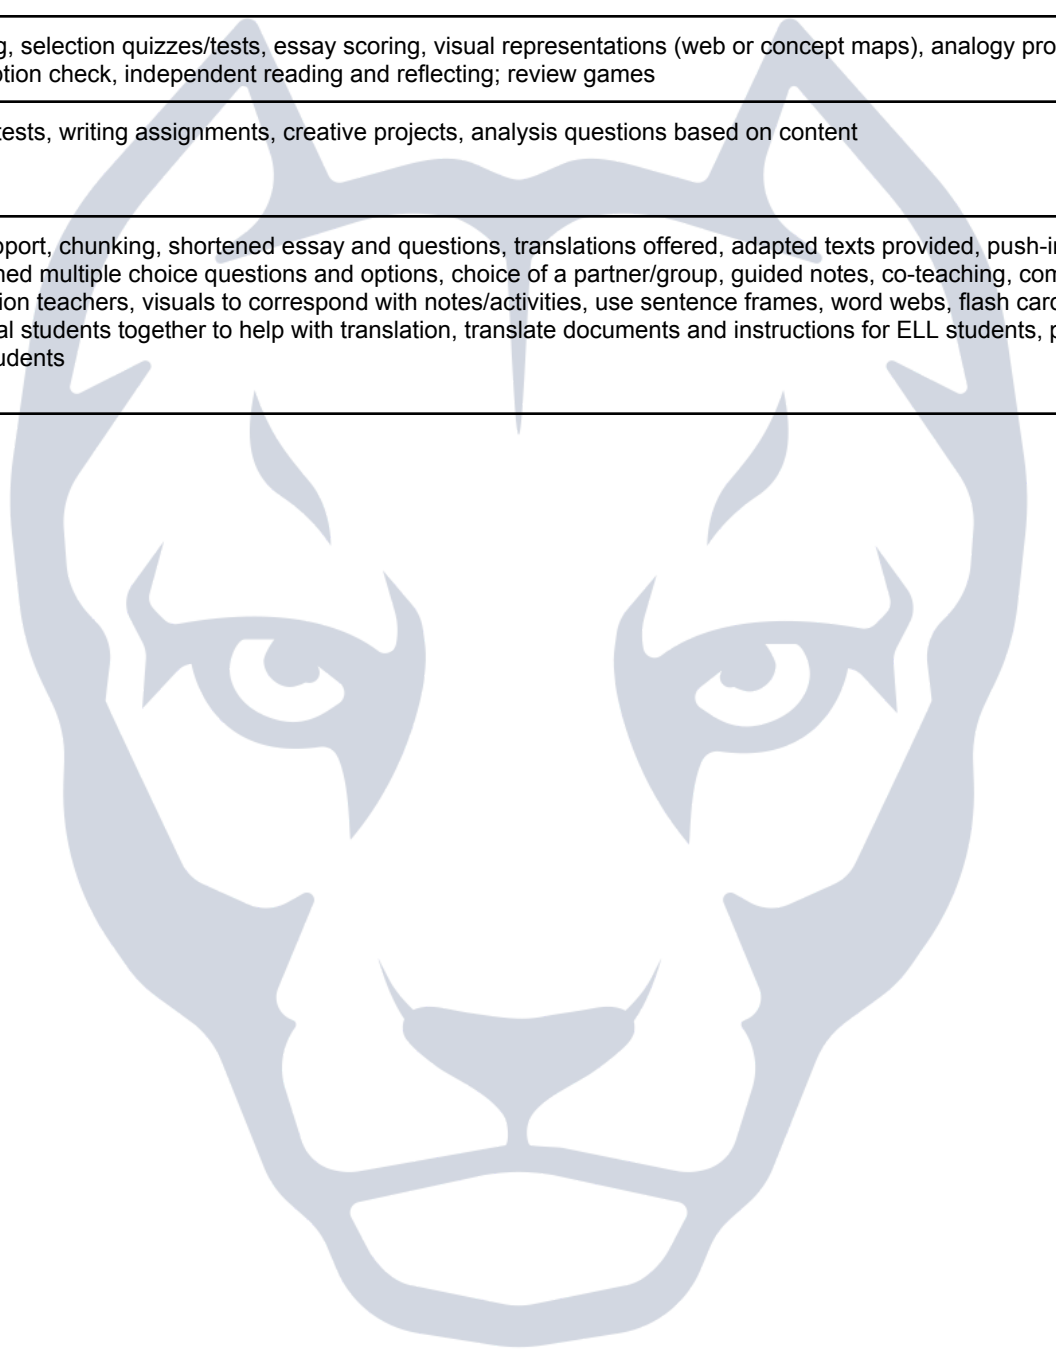 g, selection quizzes/tests, essay scoring, visual representations (web or concept maps), analogy pro
tion check, independent reading and reflecting; review games
tests, writing assignments, creative projects, analysis questions based on content
port, chunking, shortened essay and questions, translations offered, adapted texts provided, push-i
ned multiple choice questions and options, choice of a partner/group, guided notes, co-teaching, com
ion teachers, visuals to correspond with notes/activities, use sentence frames, word webs, flash car
al students together to help with translation, translate documents and instructions for ELL students, p
udents